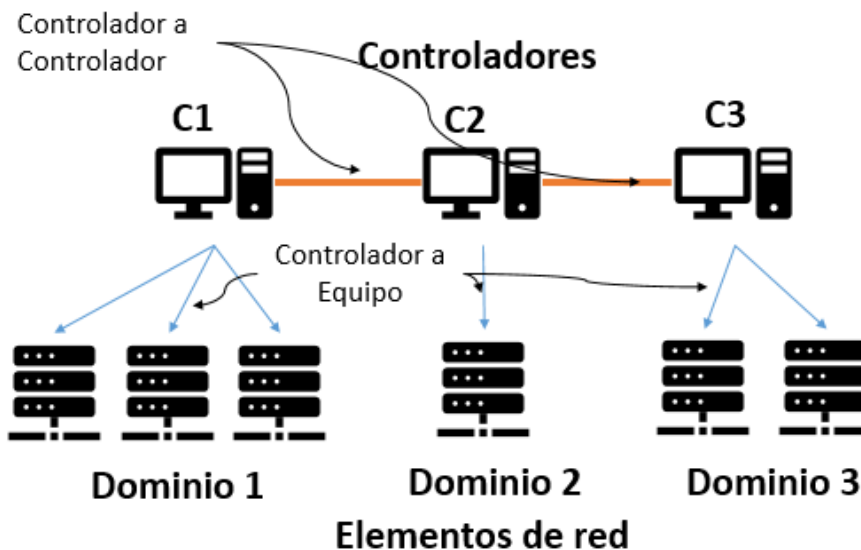 Controlador a
Controlador
Controladores
C1
C2
C3
Controlador a
Equipo
Dominio 1
Dominio 2
Dominio 3
Elementos de red